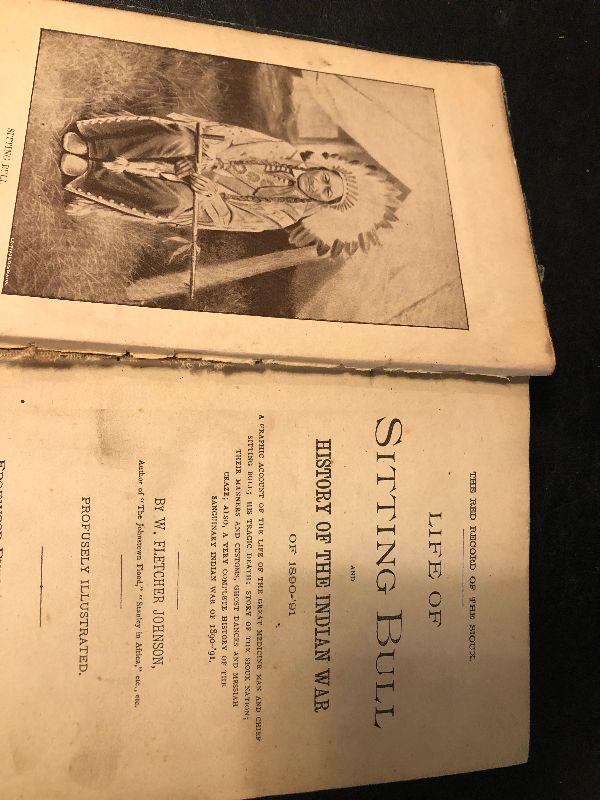 SITTING BULL.
THE RED RECORD OF THE SIOUX.
LIFE OF
SITTING BULL
AND
HISTORY OF THE INDIAN WAR
OF 1890-'91
A GRAPHIC ACCOUNT OF THE LIFE OF THE GREAT MEDICINE MAN AND CHIEF
SITTING BULL; HIS TRAGIC DEATH; STORY OF THE SIOUX NATION;
THEIR MANNERS AND CUSTOMS, GHOST DANCES AND MESSIAH
CRAZE; ALSO, A VERY COMPLETE HISTORY OF THE
SANGUINARY INDIAN WAR OF 1890-'91.
BY W. FLETCHER JOHNSON,
Author of "The Johnstown Flood," "Stanley in Africa," etc., etc.
PROFUSELY ILLUSTRATED.